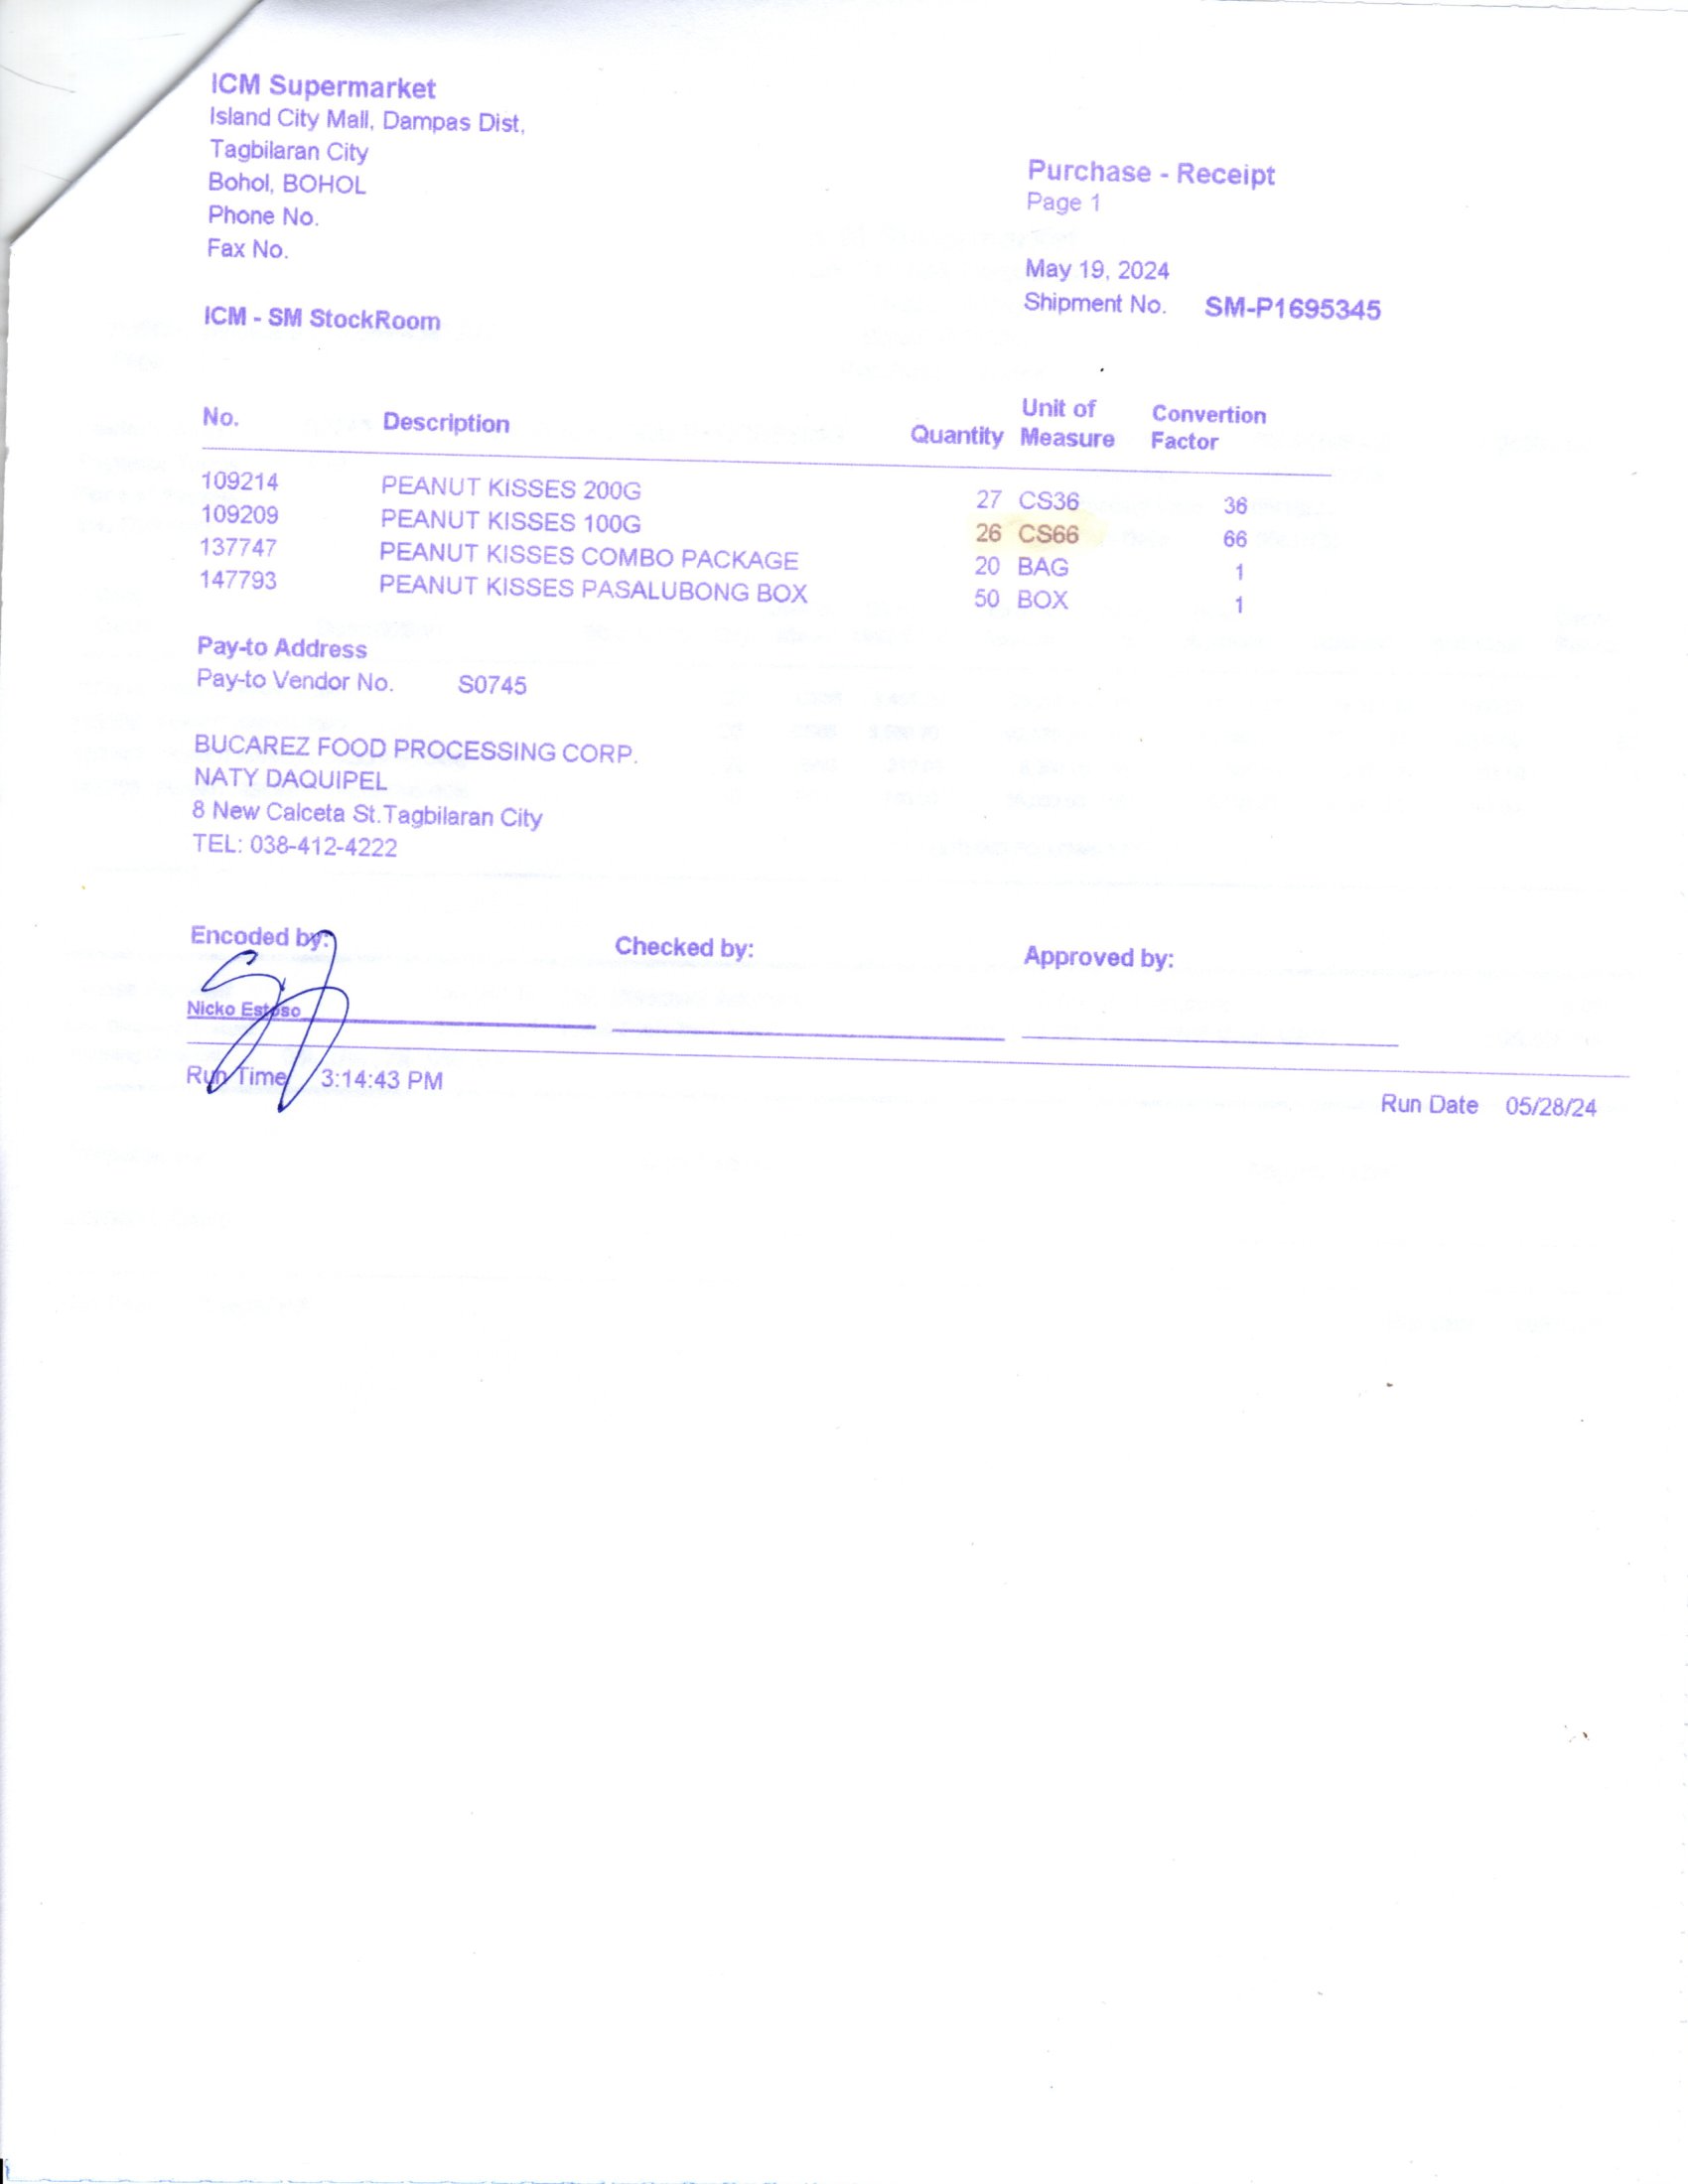 ICM Supermarket
Island City Mall, Dampas Dist,
Tagbilaran City
Bohol, BOHOL
Phone No.
Fax No.
Purchase - Receipt
Page 1
May 19, 2024
Shipment No. SM-P1695345
ICM - SM StockRoom
No. Description Quantity Unit of Measure Convertion Factor
109214 PEANUT KISSES 200G 27 CS36 36
109209 PEANUT KISSES 100G 26 CS66 66
137747 PEANUT KISSES COMBO PACKAGE 20 BAG 1
147793 PEANUT KISSES PASALUBONG BOX 50 BOX 1
Pay-to Address
Pay-to Vendor No. S0745
BUCAREZ FOOD PROCESSING CORP.
NATY DAQUIPEL
8 New Calceta St.Tagbilaran City
TEL: 038-412-4222
Encoded by: Checked by: Approved by:
Nicko Estoso
Run Time 3:14:43 PM
Run Date 05/28/24